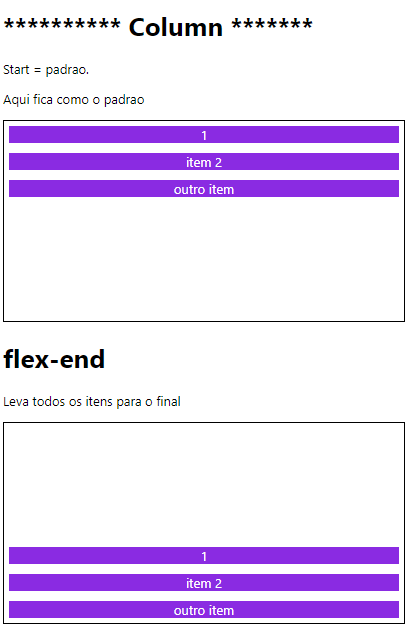 ********** Column *******
Start = padrao.
Aqui fica como o padrao
1
item 2
outro item
flex-end
Leva todos os itens para o final
1
item 2
outro item